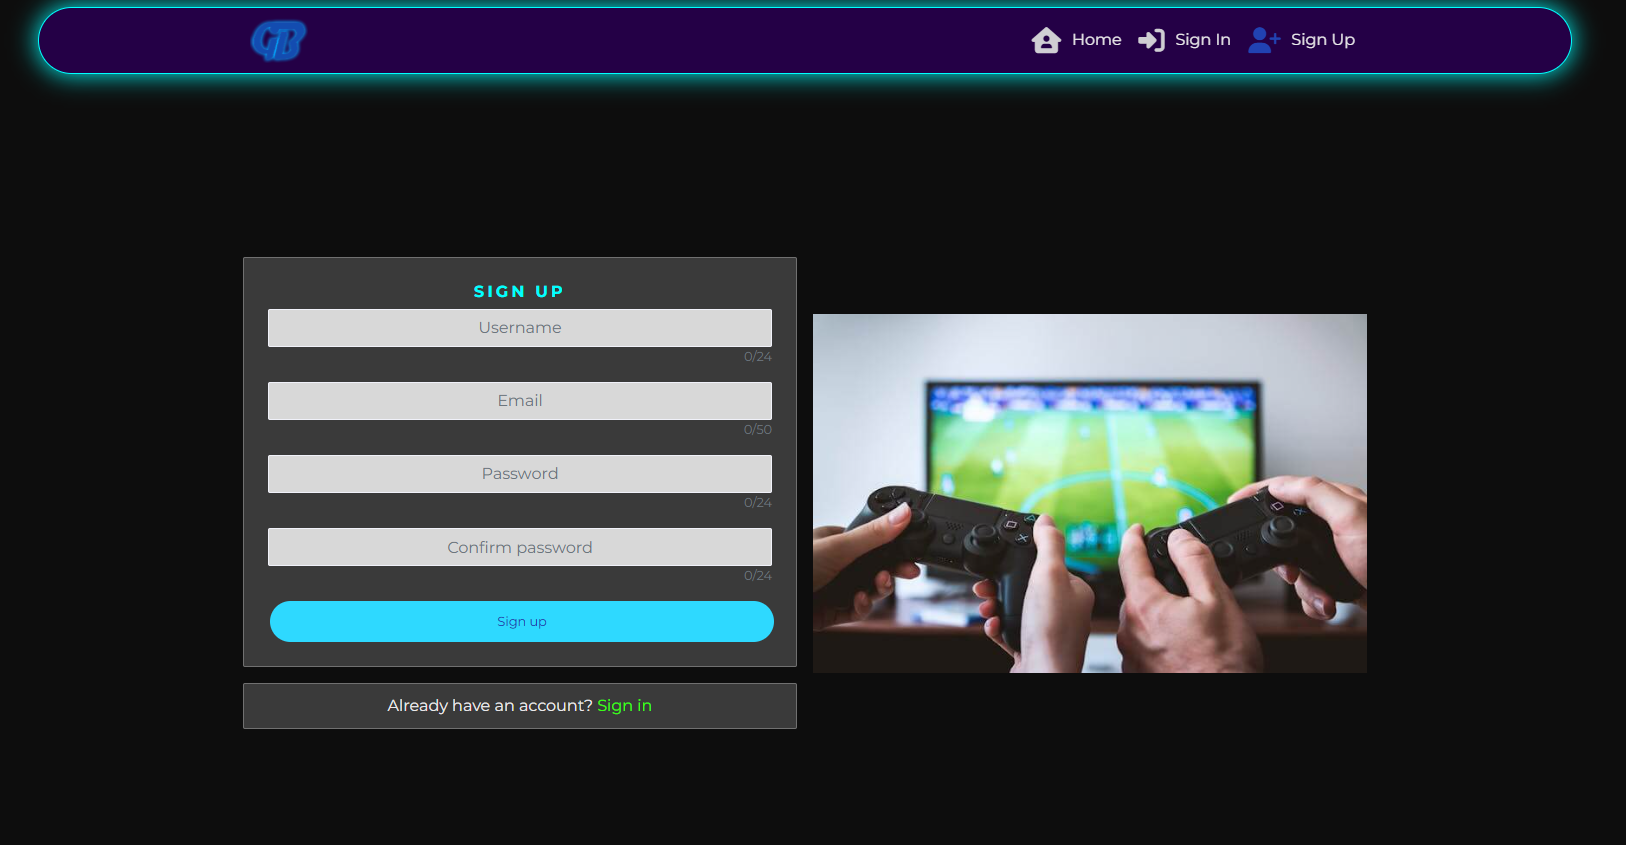 GB
Home Sign In Sign Up
SIGN UP
Username
0/24
Email
0/50
Password
0/24
Confirm password
0/24
Sign up
Already have an account? Sign in